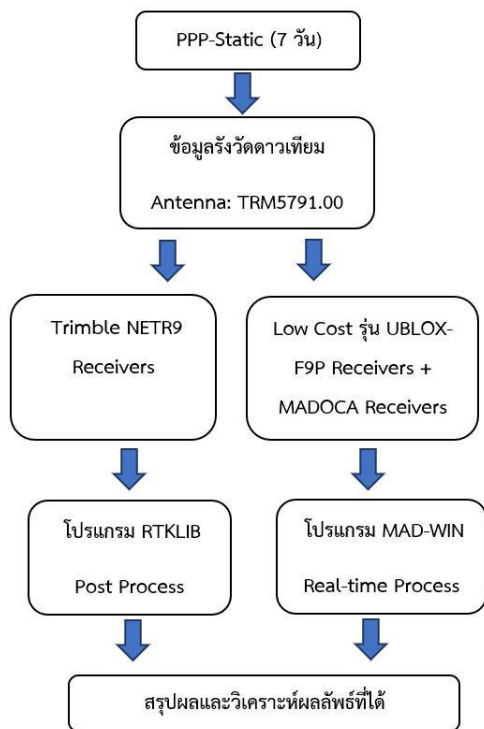 PPP-Static (7 วัน)
ข้อมูลรังวัดดาวเทียม
Antenna: TRM5791.00
Trimble NETR9
Receivers
Low Cost รุ่น UBLOX-
F9P Receivers +
MADOCA Receivers
โปรแกรม RTKLIB
Post Process
โปรแกรม MAD-WIN
Real-time Process
สรุปผลและวิเคราะห์ผลลัพธ์ที่ได้